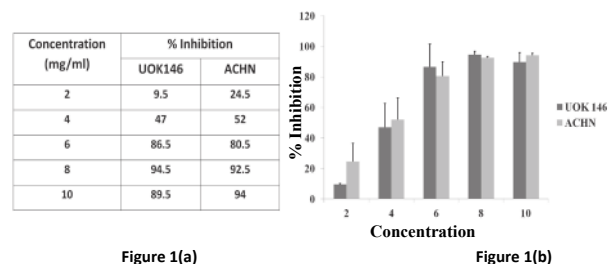 Concentration (mg/ml) % Inhibition
UOK146 ACHN
2 9.5 24.5
4 47 52
6 86.5 80.5
8 94.5 92.5
10 89.5 94
Figure 1(a)
% Inhibition
120
100
80
60
40
20
0
2 4 6 8 10
Concentration
UOK 146
ACHN
Figure 1(b)